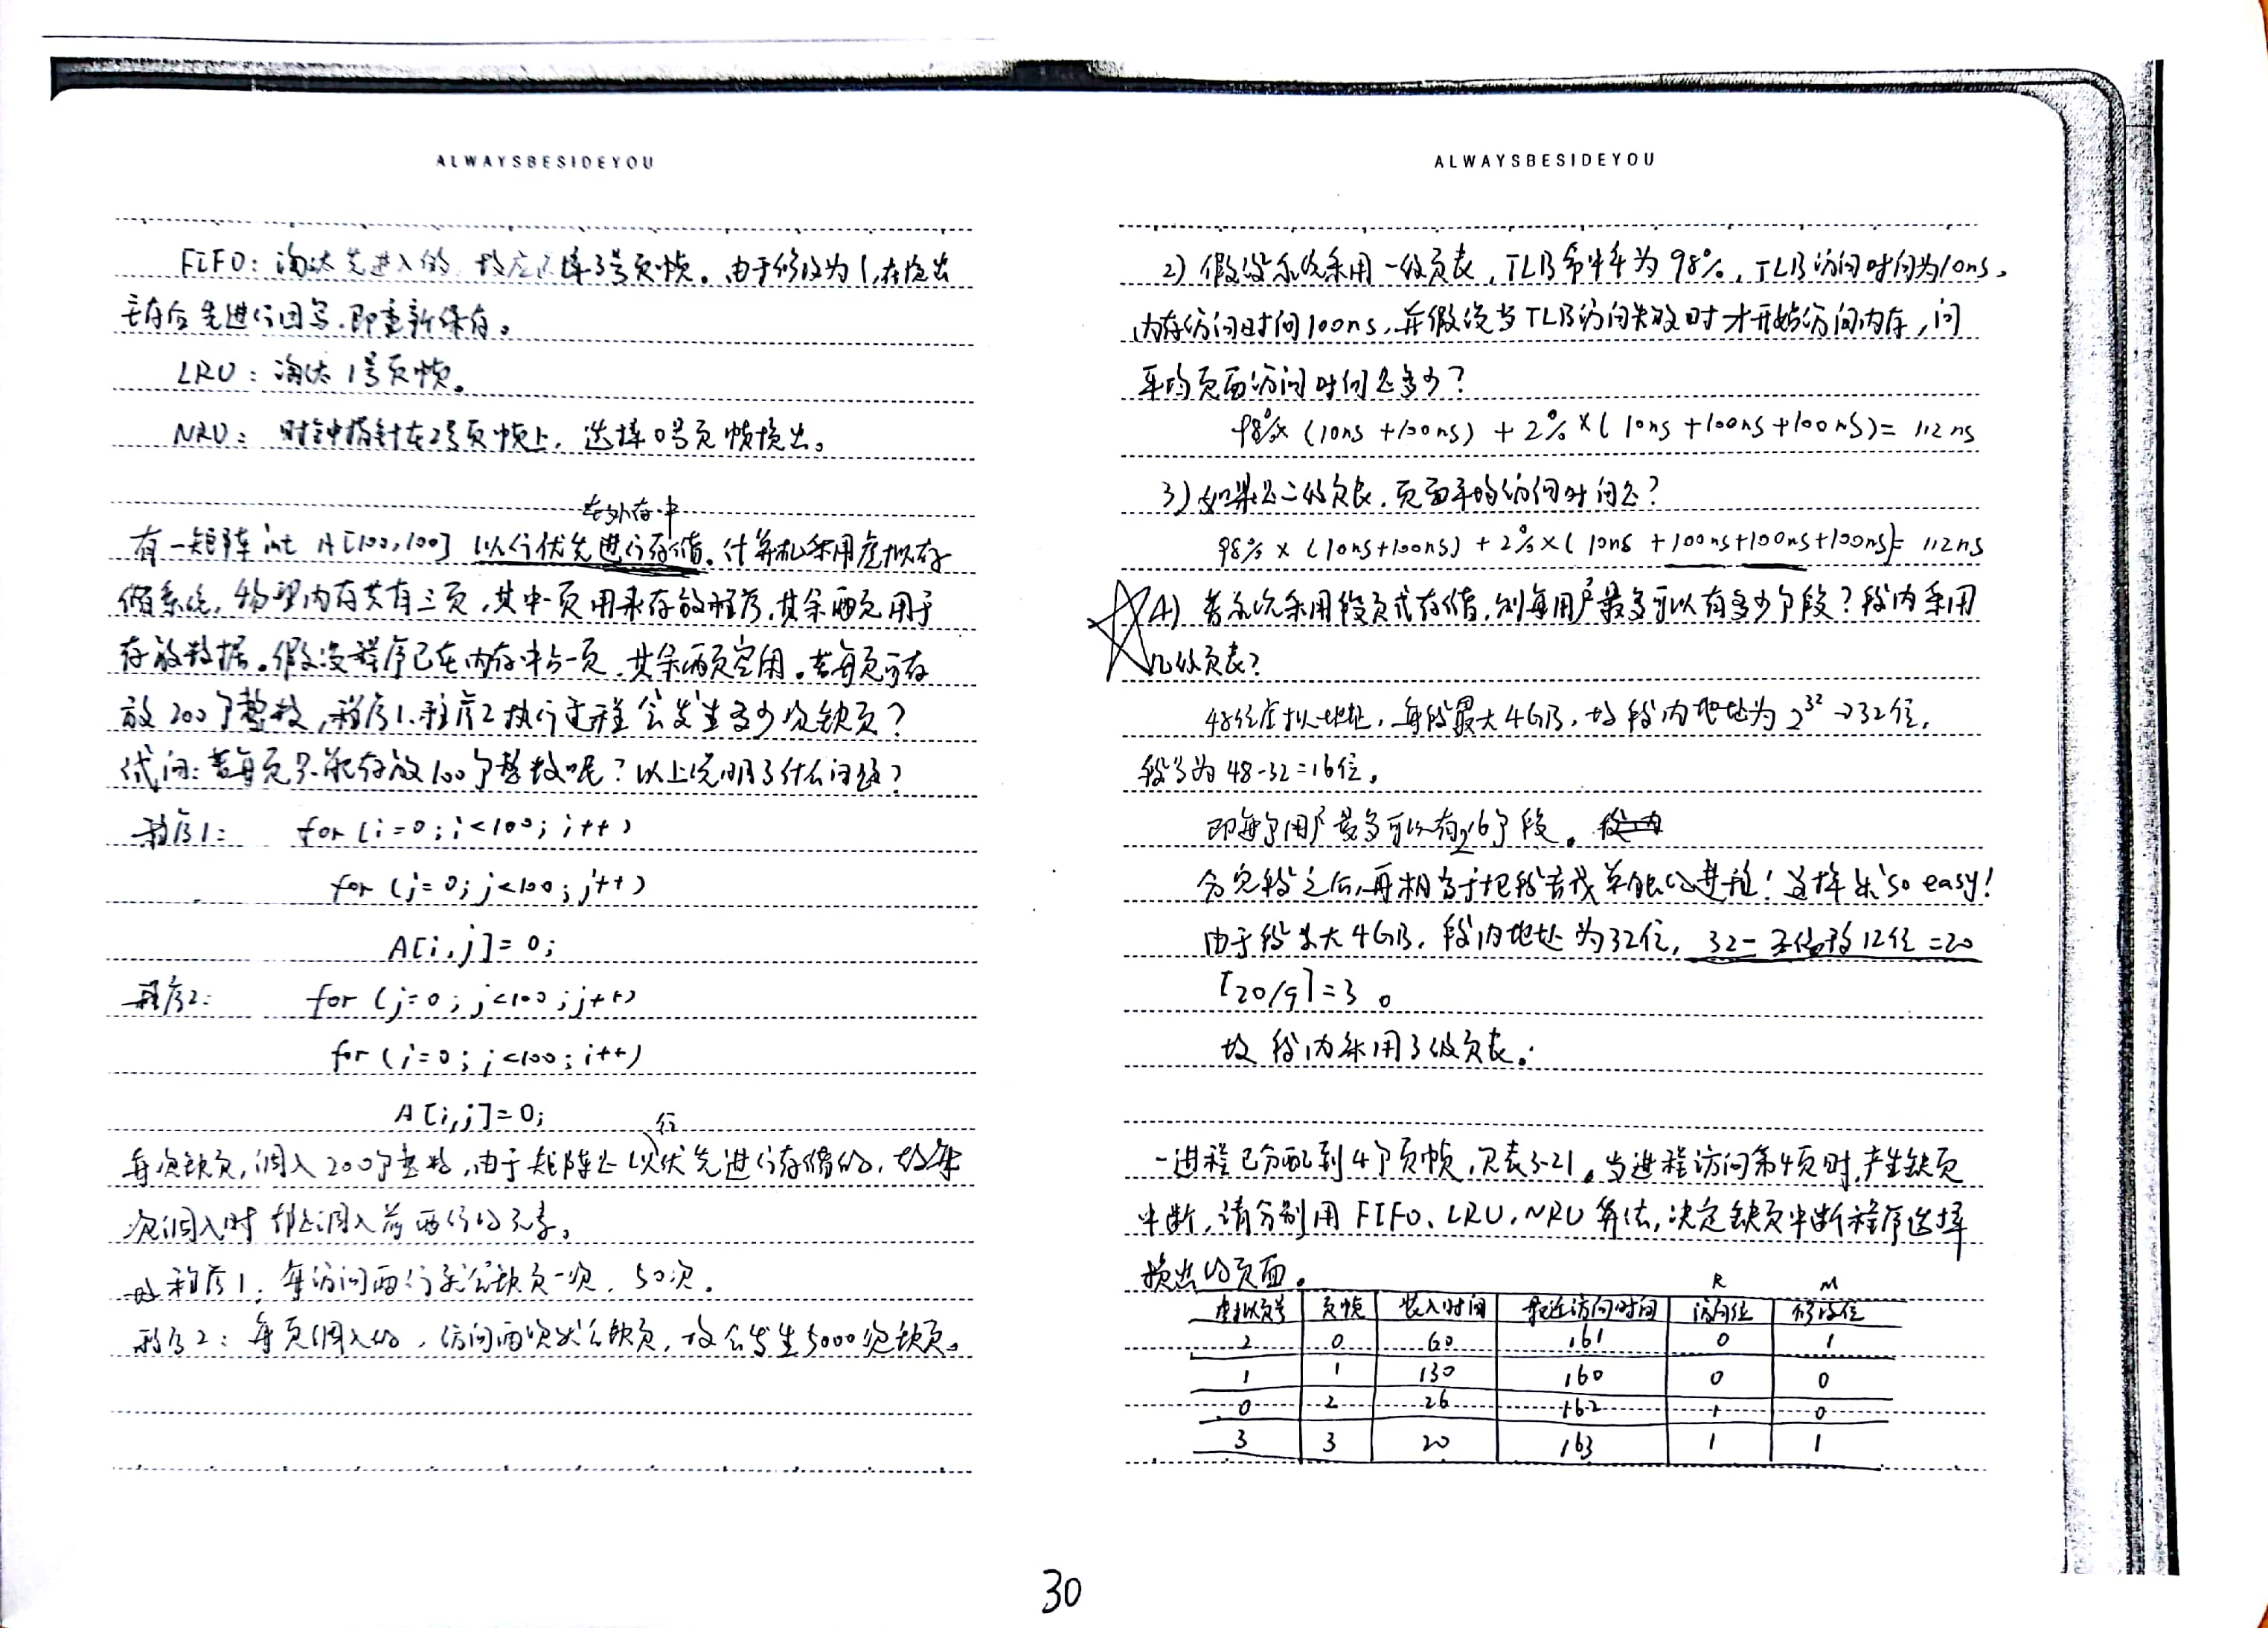 ALWAYSBESIDEYOU
FIFO：淘汰先进入的，故应选择3号页帧。由于修改为1，在换出
主存后先进行回写，即重新保存。
LRU：淘汰1号页帧。
NRU：时钟指针在2号页帧上，选择0号页帧换出。
在外存中
有一矩阵 int A[100,100] 以行优先进行存储。计算机采用虚拟存
储系统，物理内存共有三页，其中一页用来存放程序，其余两页用于
存放数据。假设程序已在内存中占一页，其余两页空闲。若每页可存
放200个整数，程序1、程序2执行过程会发生多少次缺页？
试问：若每页只能存放100个整数呢？以上说明了什么问题？
程序1： for (i=0; i<100; i++)
for (j=0; j<100; j++)
A[i,j]=0;
程序2： for (j=0; j<100; j++)
for (i=0; i<100; i++)
A[i,j]=0;
行
每次缺页，调入200个整数，由于矩阵是以优先进行存储的，故每
次调入时都是调入前两行的元素。
故程序1：每访问两行就会缺页一次，50次。
程序2：每页调入的，访问两次就会缺页，故会发生5000次缺页。
ALWAYSBESIDEYOU
2）假设系统采用一级页表，TLB命中率为98%，TLB访问时间为10ns，
内存访问时间100ns，并假设当TLB访问失败时才开始访问内存，问
平均页面访问时间是多少？
98%×(10ns+100ns)+2%×(10ns+100ns+100ns)=112ns
3）如果是二级页表，页面平均访问时间是？
98%×(10ns+100ns)+2%×(10ns+100ns+100ns+100ns)=112ns
4）若系统采用段页式存储，则每用户最多可以有多少个段？段内采用
几级页表？
48位虚拟地址，每段最大4GB，故段内地址为2^32→32位，
段号为48-32=16位。
即每个用户最多可以有2^16个段。
分完段之后，再相当于把段看成单独的进程！这样来so easy！
由于段最大4GB，段内地址为32位，32-12位=20
⌈20/9⌉=3。
故段内采用3级页表。
一进程已分配到4个页帧，见表3-21。当进程访问第4页时，产生缺页
中断，请分别用FIFO、LRU、NRU算法，决定缺页中断程序选择
换出的页面。
R M
虚拟页号 页帧 装入时间 最近访问时间 访问位 修改位
2 0 60 161 0 1
1 1 130 160 0 0
0 2 26 162 1 0
3 3 20 163 1 1
30